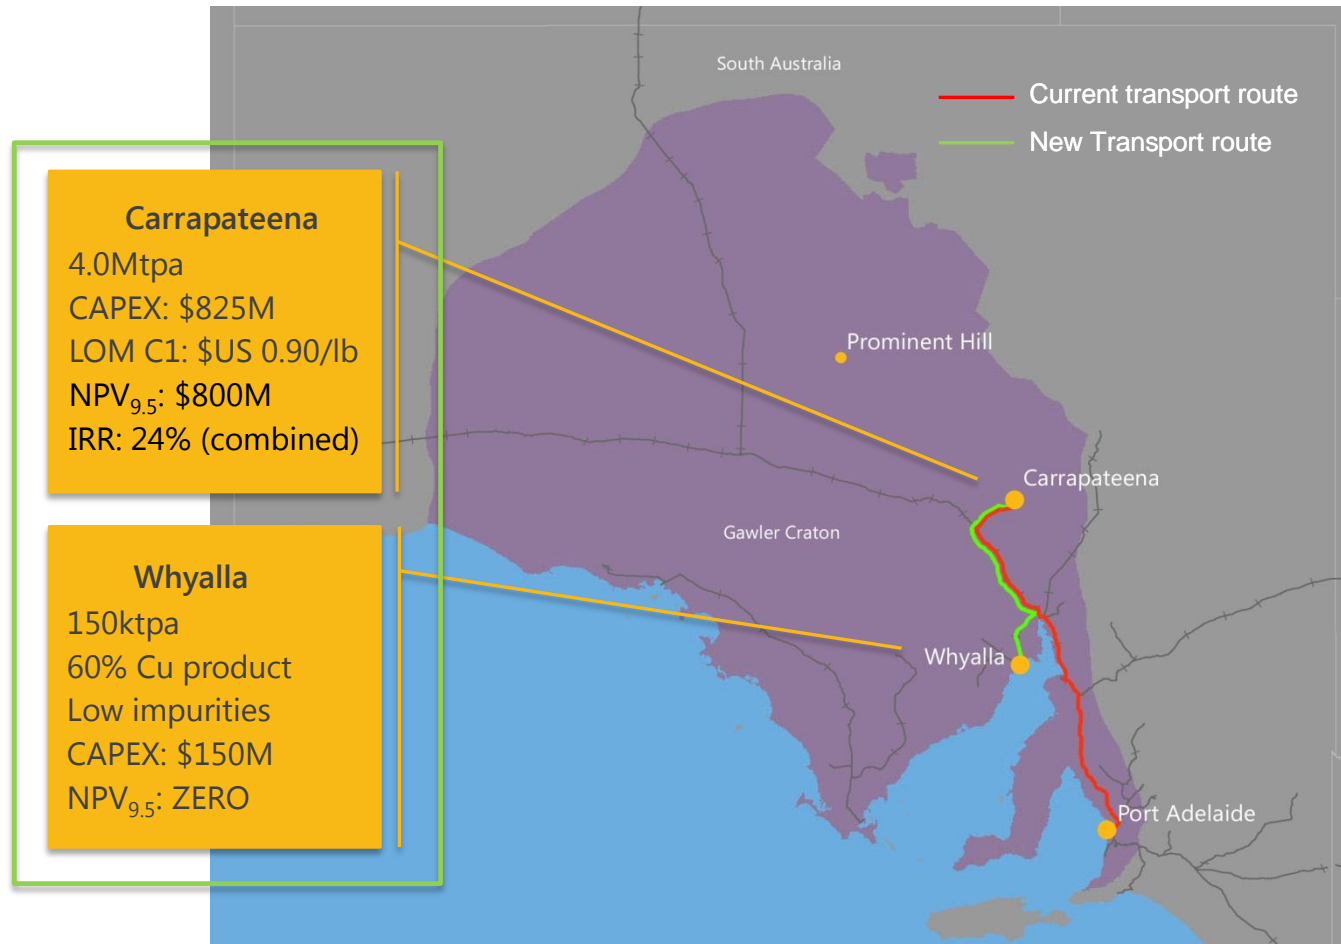 South Australia
Current transport route
New Transport route
Carrapateena
4.0Mtpa
CAPEX: $825M
LOM C1: $US 0.90/lb
NPV9.5: $800M
IRR: 24% (combined)
Whyalla
150ktpa
60% Cu product
Low impurities
CAPEX: $150M
NPV9.5: ZERO
Prominent Hill
Carrapateena
Gawler Craton
Whyalla
Port Adelaide